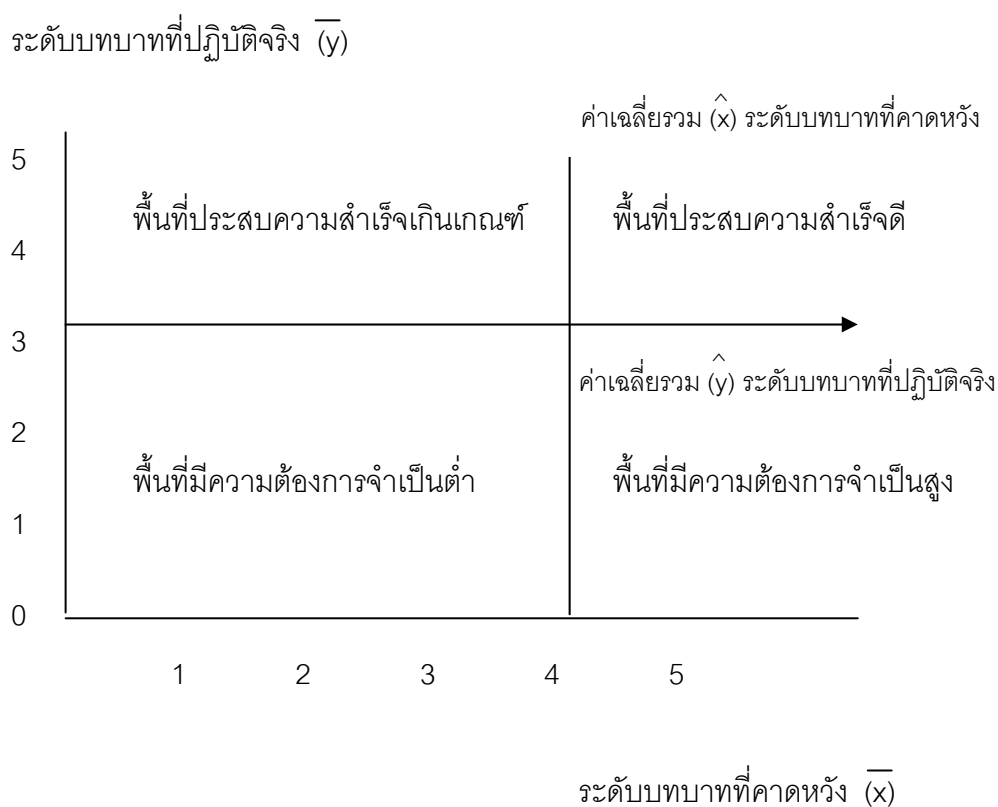 ระดับบทบาทที่ปฏิบัติจริง (y̅)
ค่าเฉลี่ยรวม (x̂) ระดับบทบาทที่คาดหวัง
5
พื้นที่ประสบความสำเร็จเกินเกณฑ์ พื้นที่ประสบความสำเร็จดี
4
3
ค่าเฉลี่ยรวม (ŷ) ระดับบทบาทที่ปฏิบัติจริง
2
พื้นที่มีความต้องการจำเป็นต่ำ พื้นที่มีความต้องการจำเป็นสูง
1
0
1 2 3 4 5
ระดับบทบาทที่คาดหวัง (x̅)